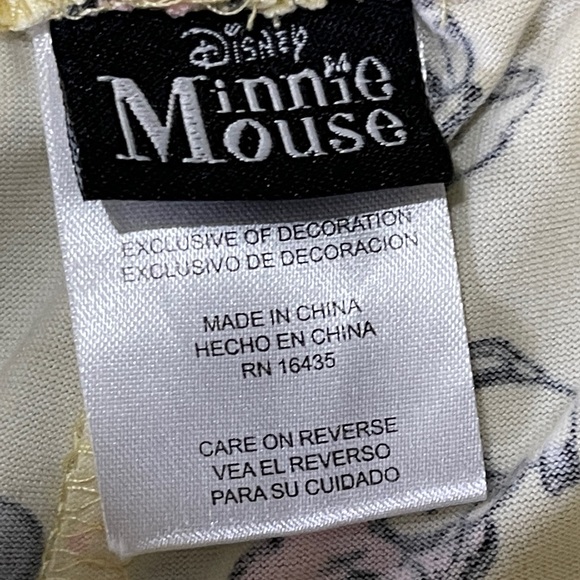 Disney
Minnie
Mouse
EXCLUSIVE OF DECORATION
EXCLUSIVO DE DECORACION
MADE IN CHINA
HECHO EN CHINA
RN 16435
CARE ON REVERSE
VEA EL REVERSO
PARA SU CUIDADO